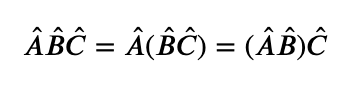 ÂB̂Ĉ = Â(B̂Ĉ) = (ÂB̂)Ĉ